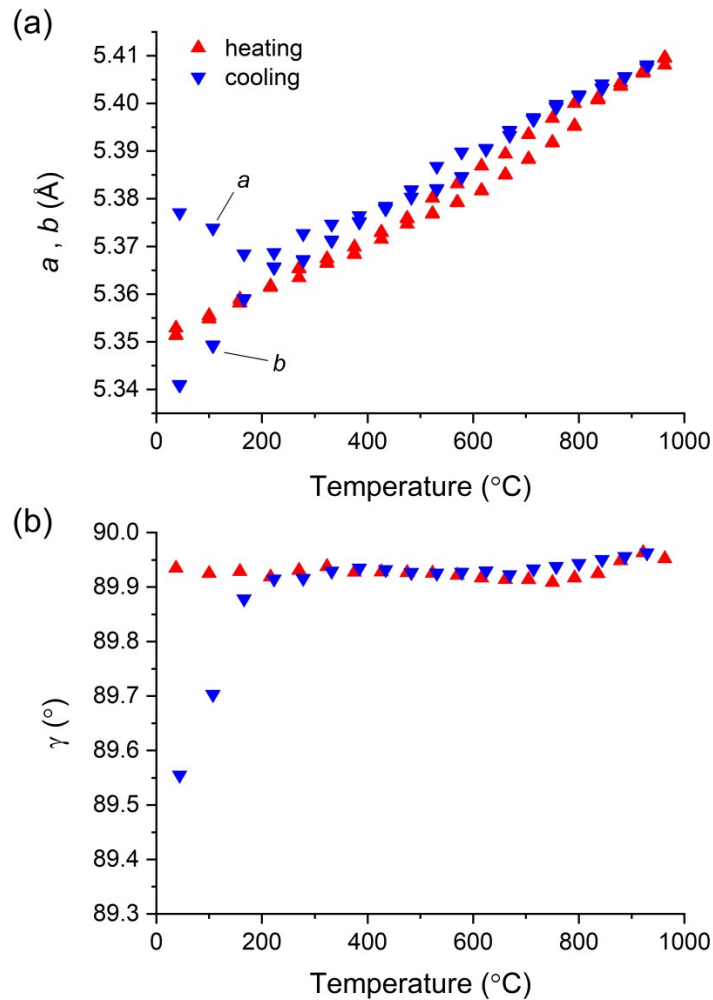 (a)
heating
cooling
5.41
5.40
5.39
5.38
5.37
5.36
5.35
5.34
a , b (Å)
a
b
0 200 400 600 800 1000
Temperature (°C)
(b)
90.0
89.9
89.8
89.7
89.6
89.5
89.4
89.3
γ (°)
0 200 400 600 800 1000
Temperature (°C)